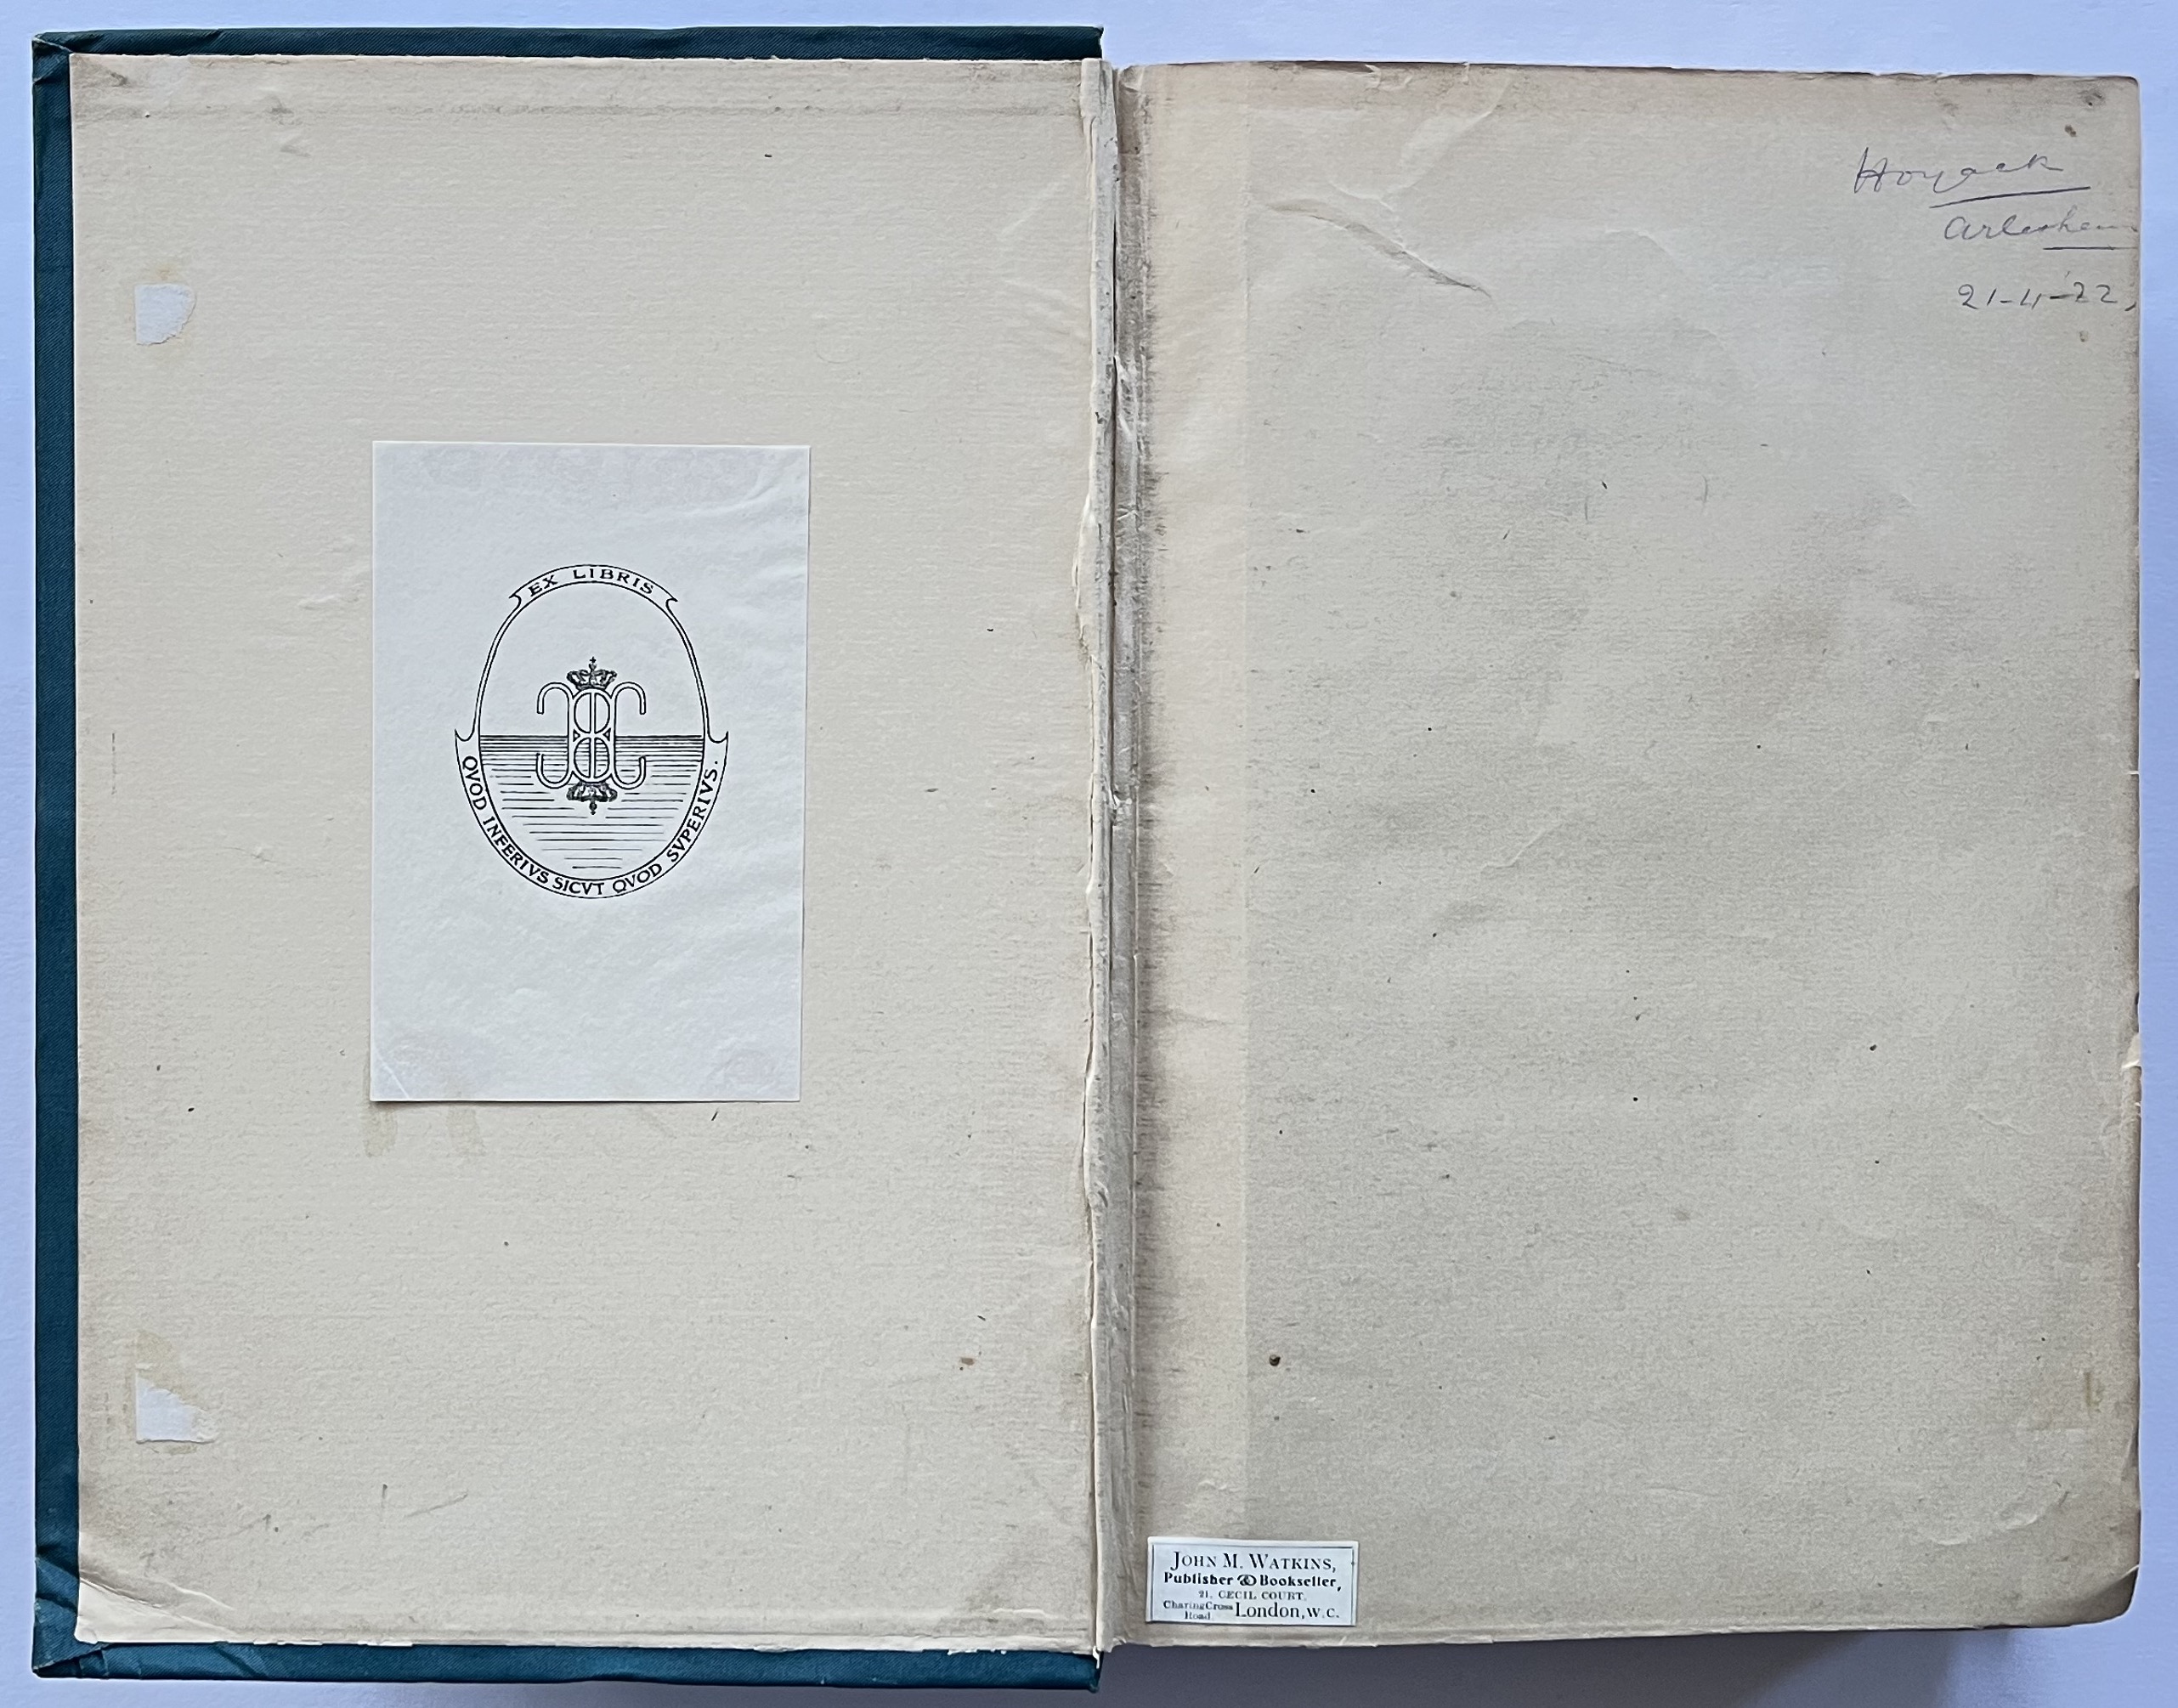 EX LIBRIS
QVOD INFERIVS SICVT QVOD SVPERIVS.
Hoyack
Arlesheim
21-4-22,
JOHN M. WATKINS,
Publisher & Bookseller,
21, CECIL COURT,
Charing Cross Road, London, W.C.